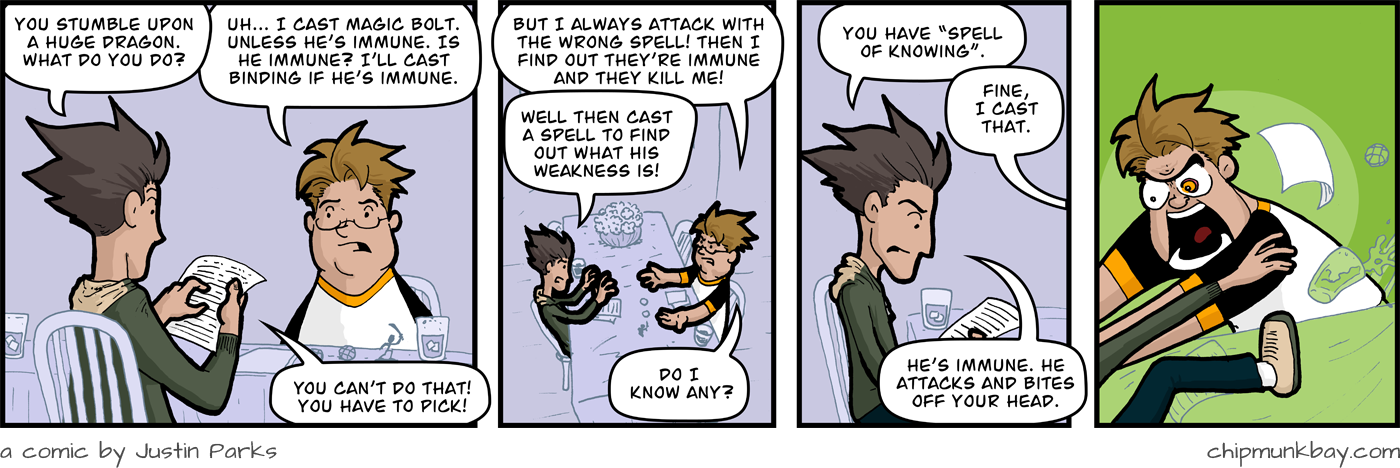 YOU STUMBLE UPON
A HUGE DRAGON.
WHAT DO YOU DO?
UH... I CAST MAGIC BOLT.
UNLESS HE'S IMMUNE. IS
HE IMMUNE? I'LL CAST
BINDING IF HE'S IMMUNE.
YOU CAN'T DO THAT!
YOU HAVE TO PICK!
BUT I ALWAYS ATTACK WITH
THE WRONG SPELL! THEN I
FIND OUT THEY'RE IMMUNE
AND THEY KILL ME!
WELL THEN CAST
A SPELL TO FIND
OUT WHAT HIS
WEAKNESS IS!
DO I
KNOW ANY?
YOU HAVE “SPELL
OF KNOWING”.
FINE,
I CAST
THAT.
HE'S IMMUNE. HE
ATTACKS AND BITES
OFF YOUR HEAD.
a comic by Justin Parks
chipmunkbay.com